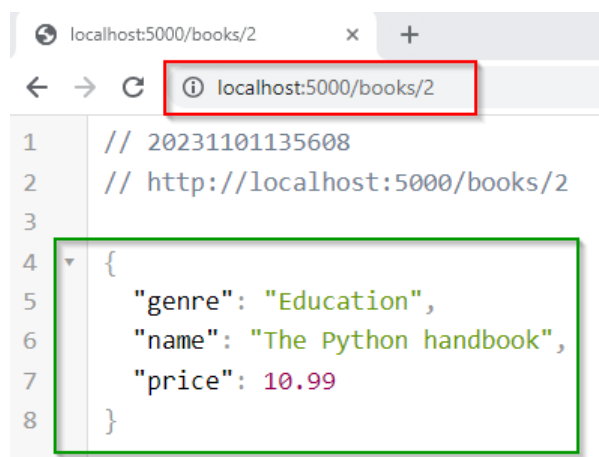 localhost:5000/books/2
localhost:5000/books/2
1 // 20231101135608
2 // http://localhost:5000/books/2
3
4 {
5 "genre": "Education",
6 "name": "The Python handbook",
7 "price": 10.99
8 }